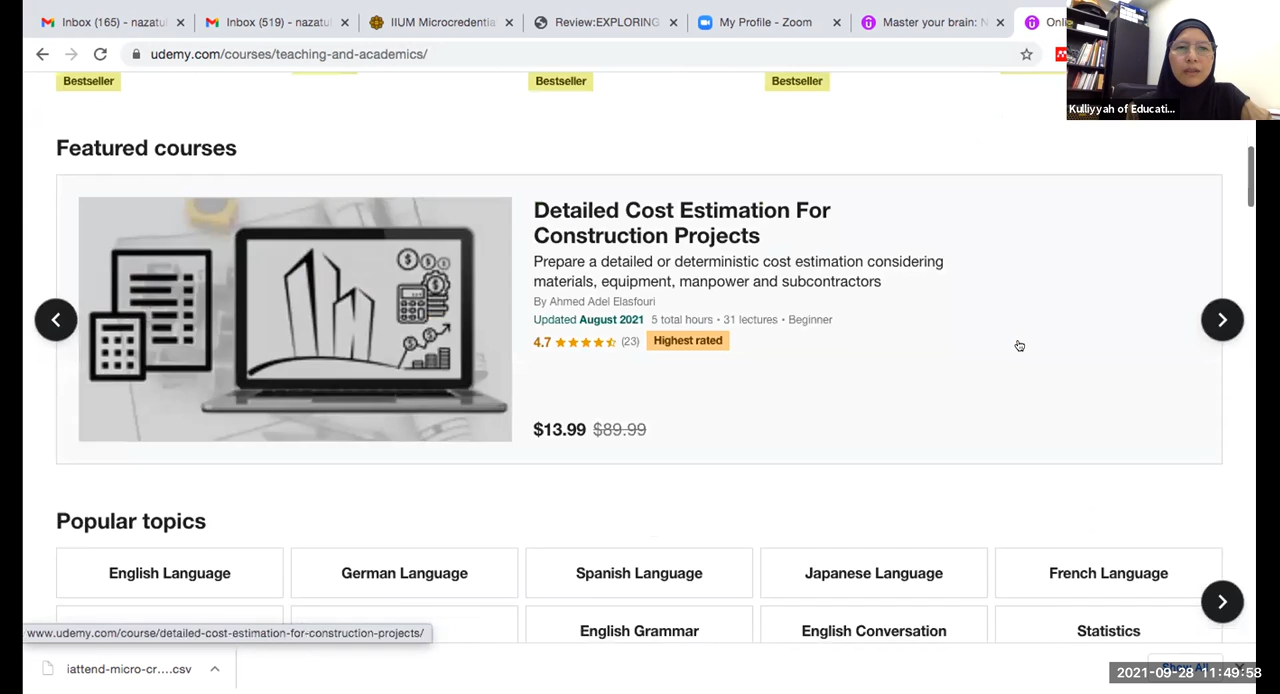 Inbox (165) - nazatul
Inbox (519) - nazatul
IIUM Microcredentia
Review:EXPLORING
My Profile - Zoom
Master your brain: N
Onli
udemy.com/courses/teaching-and-academics/
Kulliyyah of Educati...
Bestseller
Bestseller
Bestseller
Featured courses
Detailed Cost Estimation For
Construction Projects
Prepare a detailed or deterministic cost estimation considering
materials, equipment, manpower and subcontractors
By Ahmed Adel Elasfouri
Updated August 2021 5 total hours • 31 lectures • Beginner
4.7 (23) Highest rated
$13.99 $89.99
Popular topics
English Language
German Language
Spanish Language
Japanese Language
French Language
English Grammar
English Conversation
Statistics
www.udemy.com/course/detailed-cost-estimation-for-construction-projects/
iattend-micro-cr....csv
Show All
2021-09-28 11:49:58